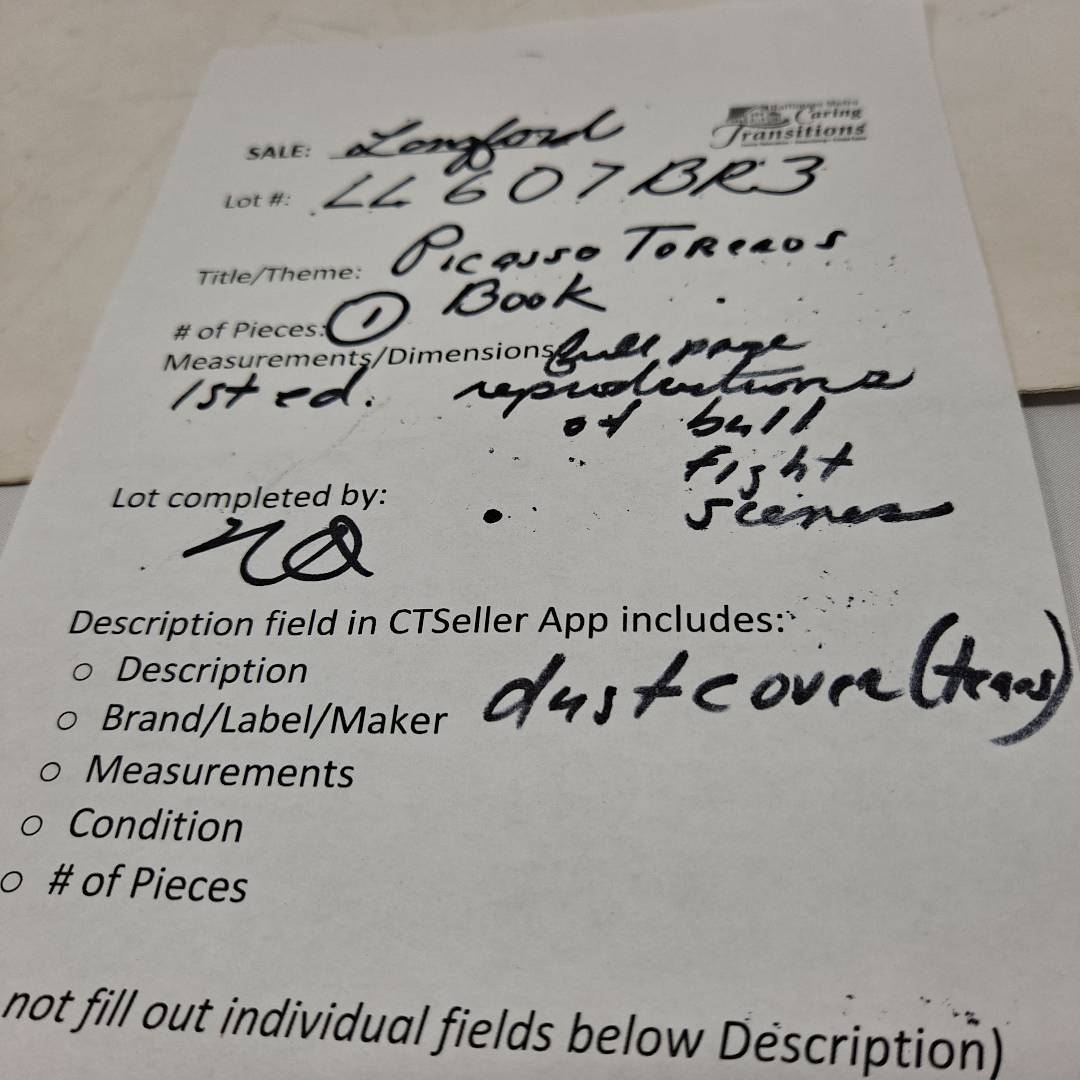 Caring
Transitions
SALE: Longford
Lot #: LL607BR3
Title/Theme: Picasso Toreros
# of Pieces: 1 Book
Measurements/Dimensions full page
1st ed. reproductions
of bull
fight
scenes
Lot completed by:
Description field in CTSeller App includes:
○ Description
dustcover (tears)
○ Brand/Label/Maker
○ Measurements
○ Condition
○ # of Pieces
not fill out individual fields below Description)